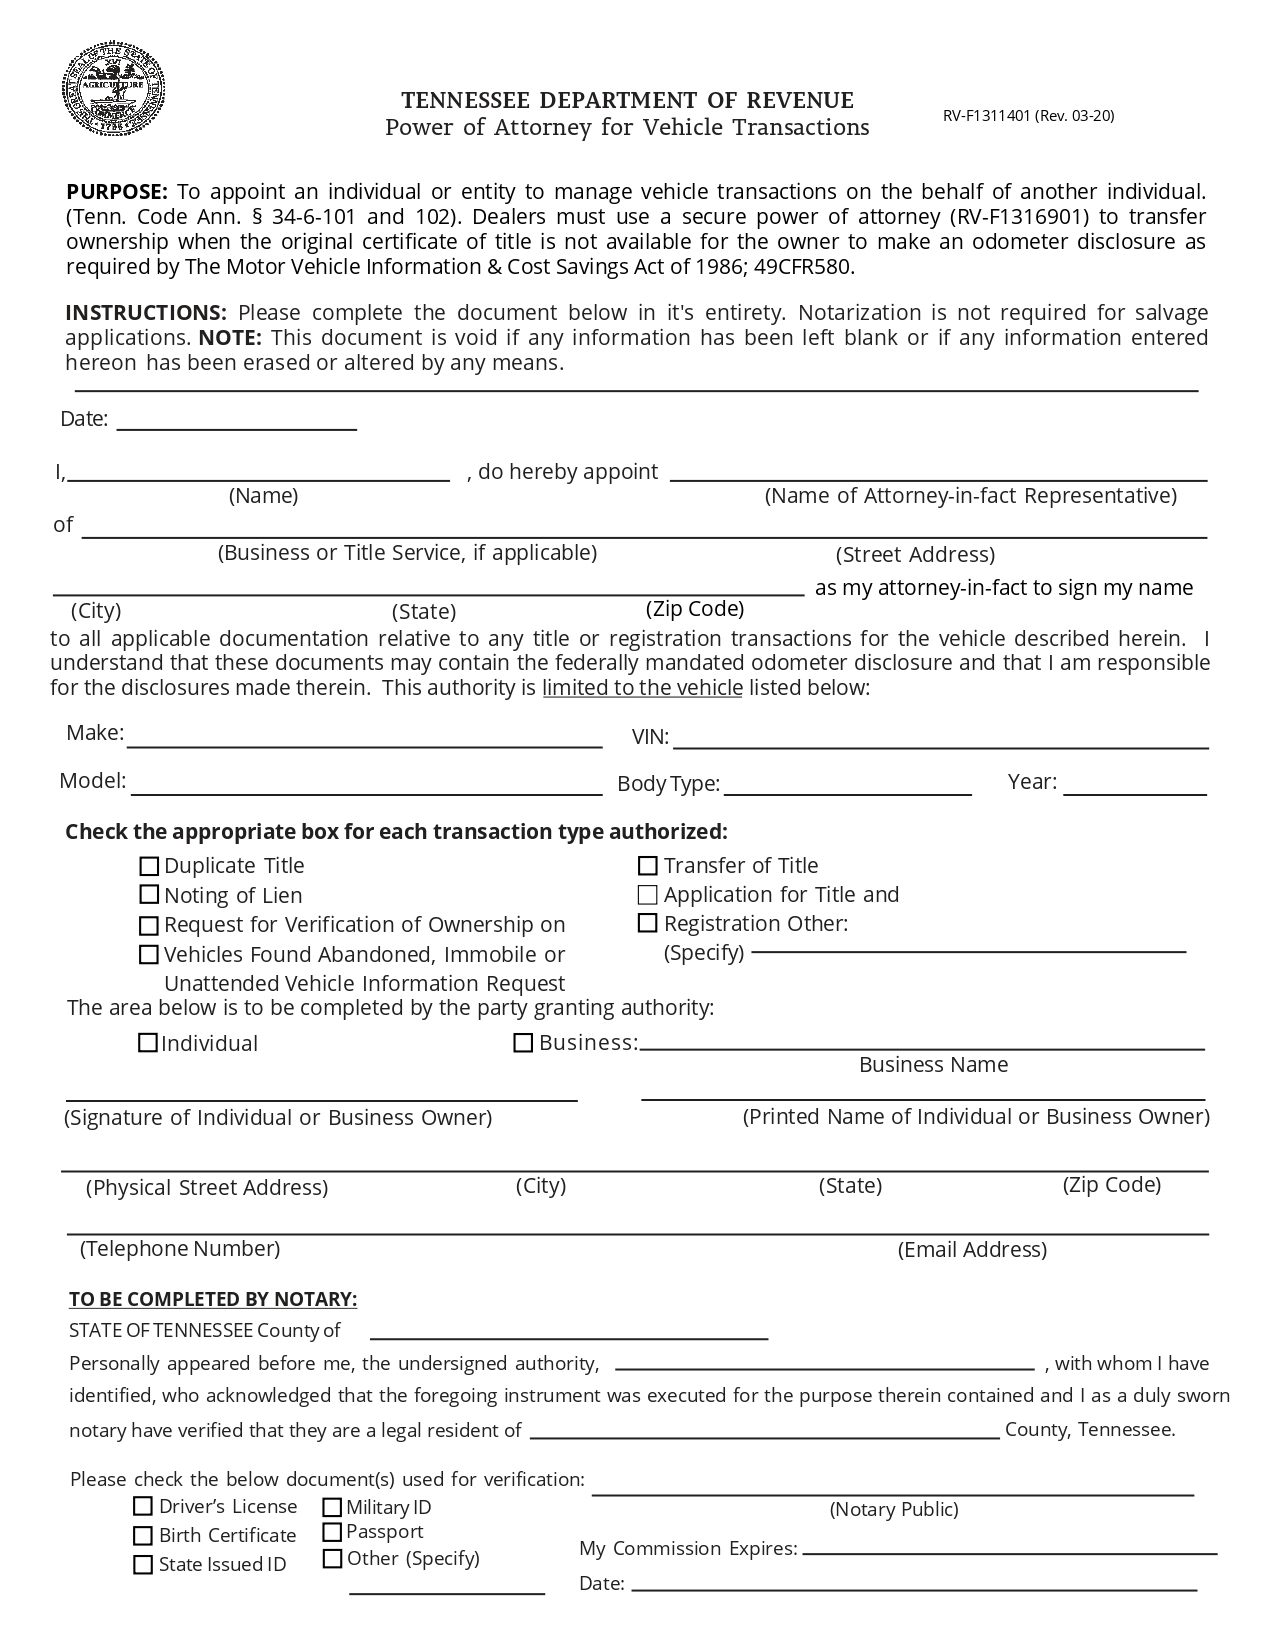 AGRICULTURE
TENNESSEE DEPARTMENT OF REVENUE
Power of Attorney for Vehicle Transactions
RV-F1311401 (Rev. 03-20)
PURPOSE: To appoint an individual or entity to manage vehicle transactions on the behalf of another individual.
(Tenn. Code Ann. § 34-6-101 and 102). Dealers must use a secure power of attorney (RV-F1316901) to transfer
ownership when the original certificate of title is not available for the owner to make an odometer disclosure as
required by The Motor Vehicle Information & Cost Savings Act of 1986; 49CFR580.
INSTRUCTIONS: Please complete the document below in it's entirety. Notarization is not required for salvage
applications. NOTE: This document is void if any information has been left blank or if any information entered
hereon has been erased or altered by any means.
Date:
I, , do hereby appoint
(Name) (Name of Attorney-in-fact Representative)
of
(Business or Title Service, if applicable) (Street Address)
as my attorney-in-fact to sign my name
(City) (State) (Zip Code)
to all applicable documentation relative to any title or registration transactions for the vehicle described herein. I
understand that these documents may contain the federally mandated odometer disclosure and that I am responsible
for the disclosures made therein. This authority is limited to the vehicle listed below:
Make: VIN:
Model: Body Type: Year:
Check the appropriate box for each transaction type authorized:
Duplicate Title Transfer of Title
Noting of Lien Application for Title and
Request for Verification of Ownership on Registration Other:
Vehicles Found Abandoned, Immobile or (Specify)
Unattended Vehicle Information Request
The area below is to be completed by the party granting authority:
Individual Business:
Business Name
(Signature of Individual or Business Owner) (Printed Name of Individual or Business Owner)
(Physical Street Address) (City) (State) (Zip Code)
(Telephone Number) (Email Address)
TO BE COMPLETED BY NOTARY:
STATE OF TENNESSEE County of
Personally appeared before me, the undersigned authority, , with whom I have
identified, who acknowledged that the foregoing instrument was executed for the purpose therein contained and I as a duly sworn
notary have verified that they are a legal resident of County, Tennessee.
Please check the below document(s) used for verification:
Driver’s License Military ID (Notary Public)
Birth Certificate Passport
State Issued ID Other (Specify) My Commission Expires:
Date: